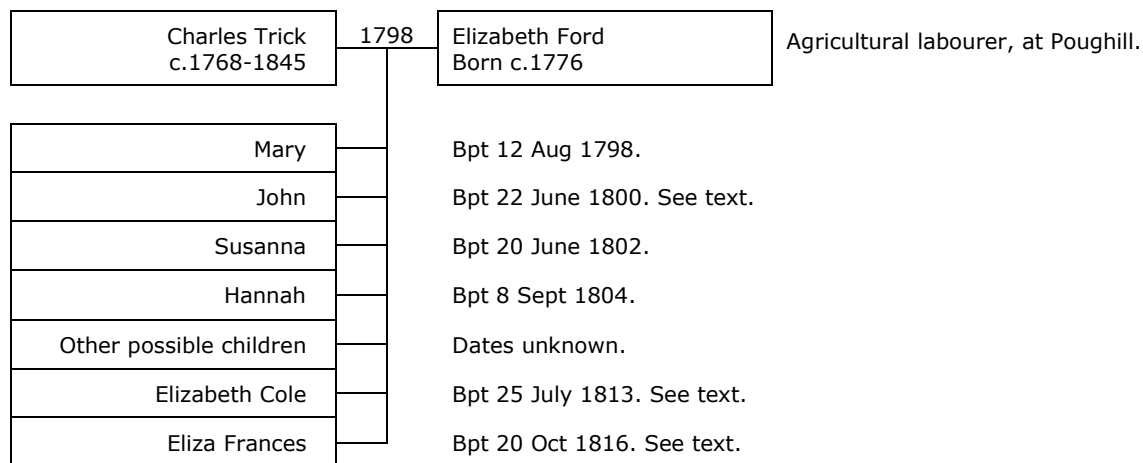 Charles Trick
c.1768-1845
1798
Elizabeth Ford
Born c.1776
Agricultural labourer, at Poughill.
Mary
Bpt 12 Aug 1798.
John
Bpt 22 June 1800. See text.
Susanna
Bpt 20 June 1802.
Hannah
Bpt 8 Sept 1804.
Other possible children
Dates unknown.
Elizabeth Cole
Bpt 25 July 1813. See text.
Eliza Frances
Bpt 20 Oct 1816. See text.